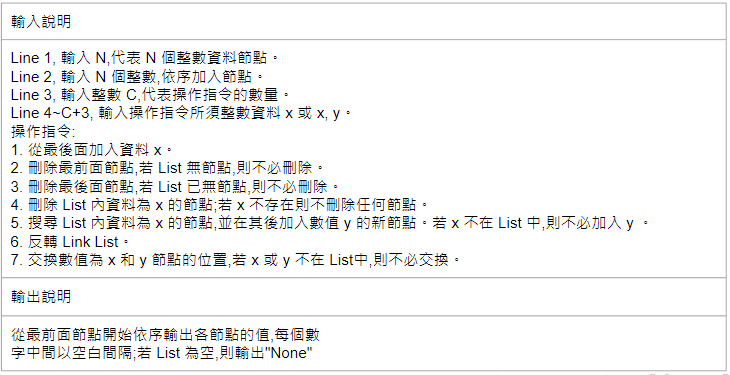 輸入說明
Line 1, 輸入 N,代表 N 個整數資料節點。
Line 2, 輸入 N 個整數,依序加入節點。
Line 3, 輸入整數 C,代表操作指令的數量。
Line 4~C+3, 輸入操作指令所須整數資料 x 或 x, y。
操作指令:
1. 從最後面加入資料 x。
2. 刪除最前面節點,若 List 無節點,則不必刪除。
3. 刪除最後面節點,若 List 已無節點,則不必刪除。
4. 刪除 List 內資料為 x 的節點;若 x 不存在則不刪除任何節點。
5. 搜尋 List 內資料為 x 的節點,並在其後加入數值 y 的新節點。若 x 不在 List 中,則不必加入 y 。
6. 反轉 Link List。
7. 交換數值為 x 和 y 節點的位置,若 x 或 y 不在 List中,則不必交換。
輸出說明
從最前面節點開始依序輸出各節點的值,每個數
字中間以空白間隔;若 List 為空,則輸出"None"